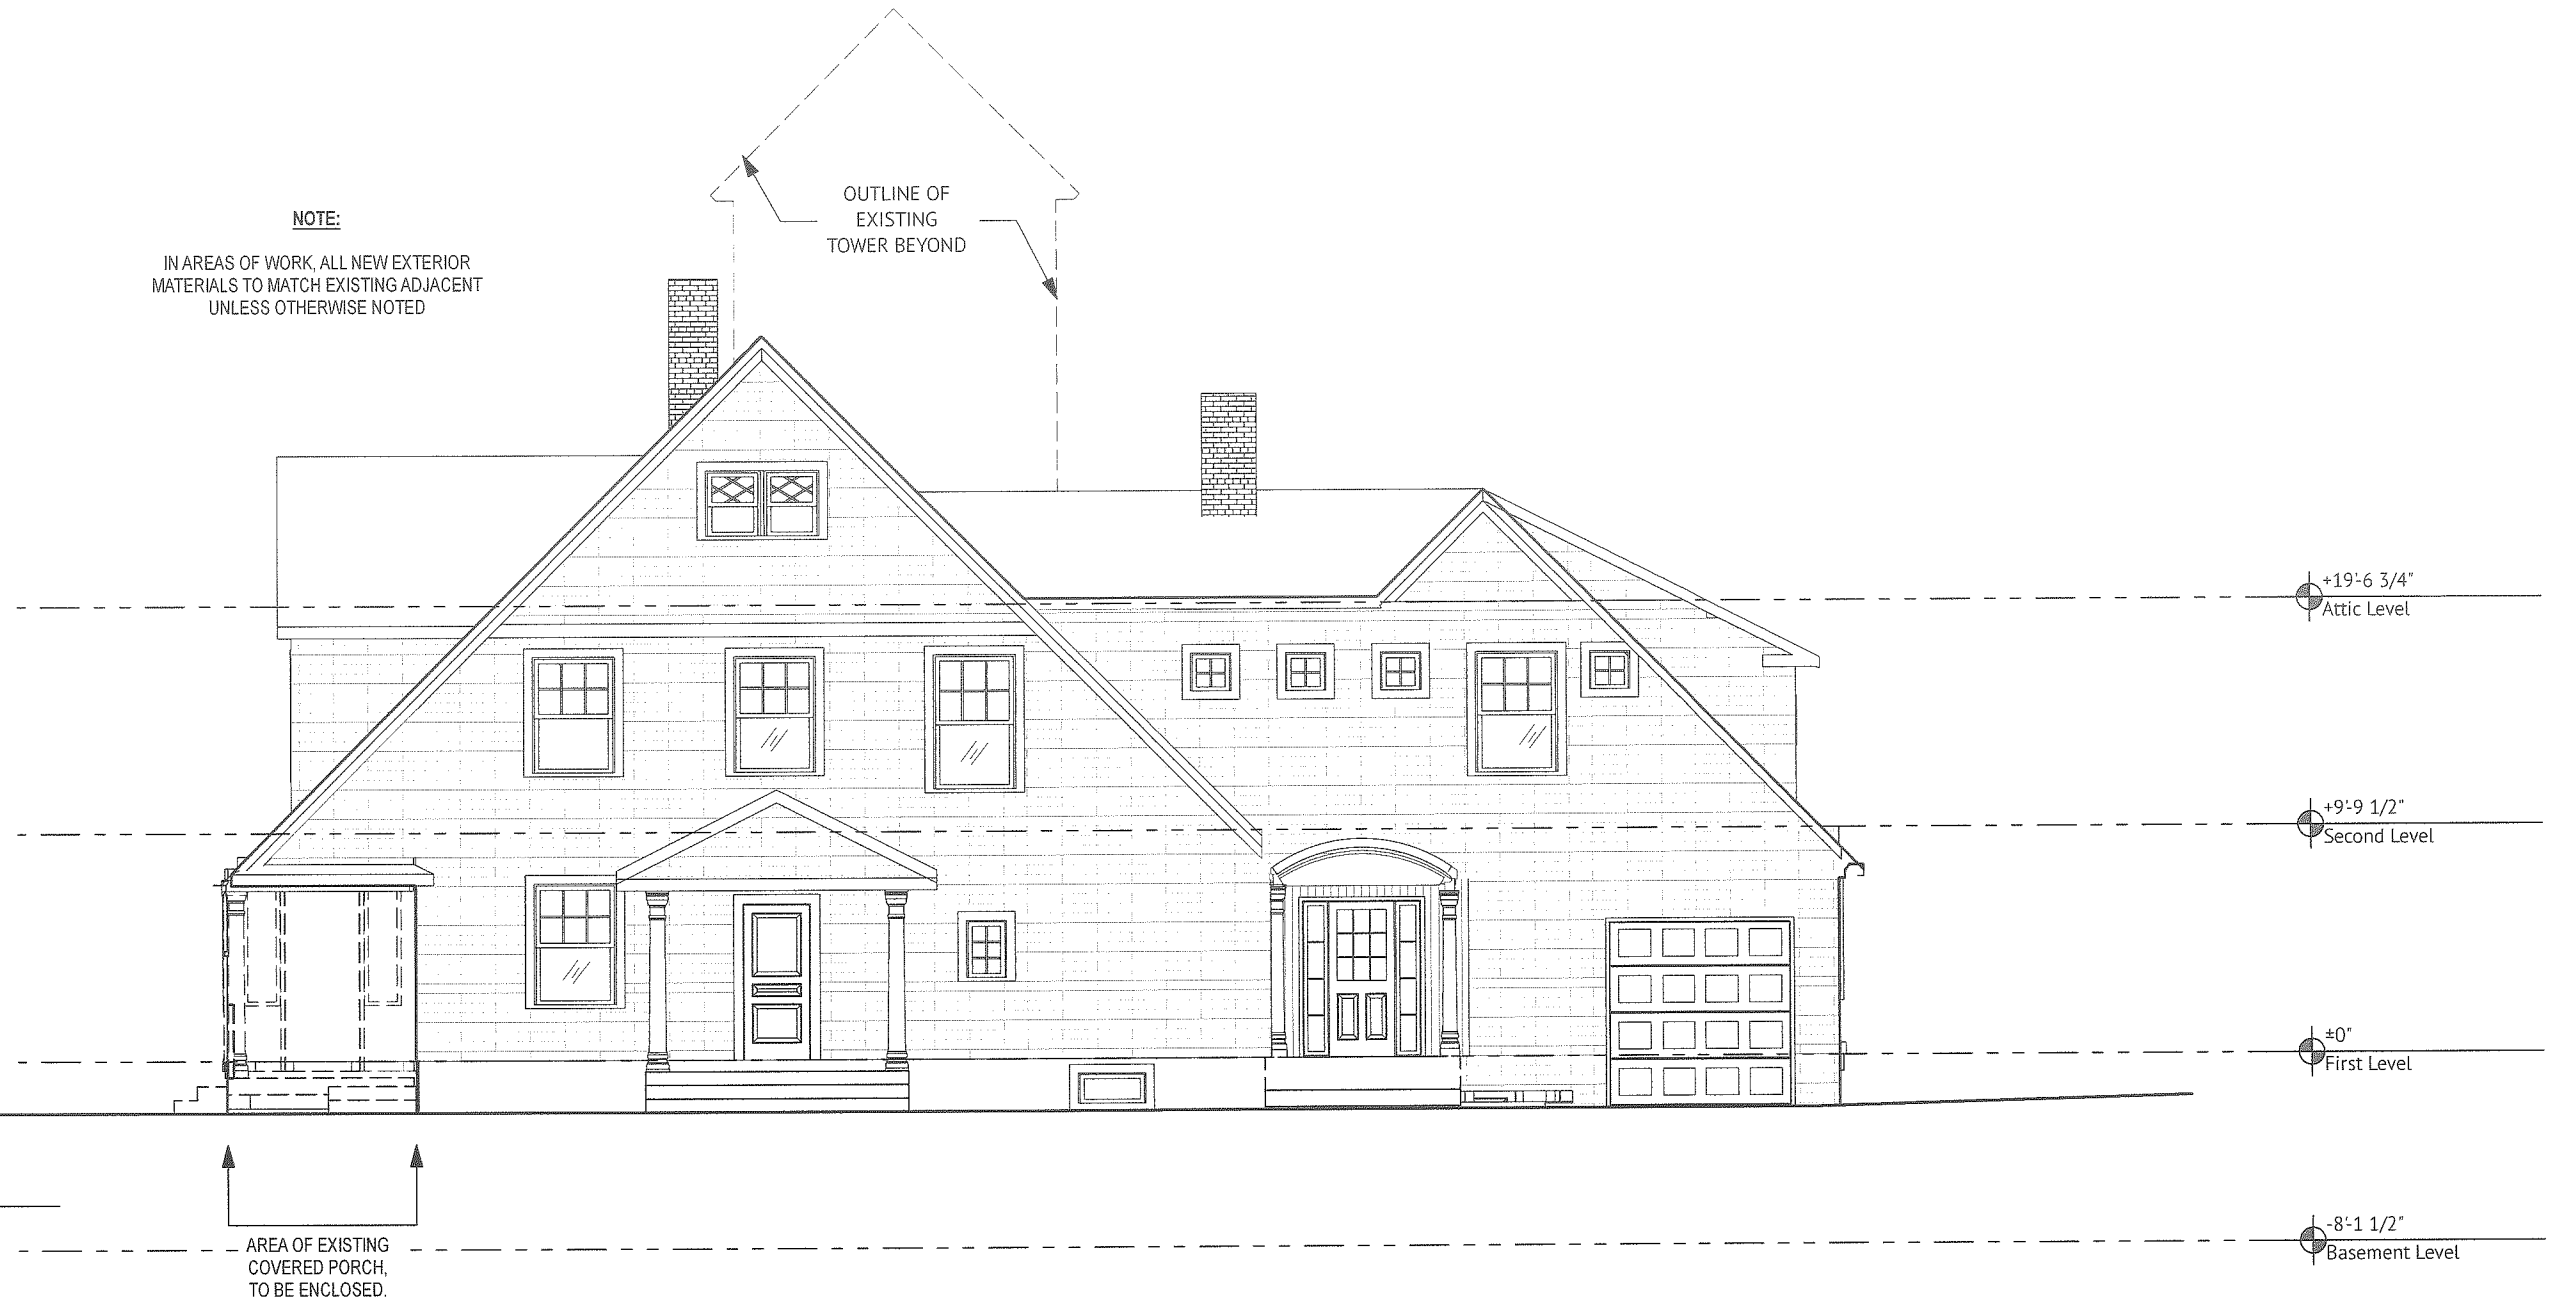 OUTLINE OF
EXISTING
TOWER BEYOND
NOTE:
IN AREAS OF WORK, ALL NEW EXTERIOR
MATERIALS TO MATCH EXISTING ADJACENT
UNLESS OTHERWISE NOTED
+19'-6 3/4"
Attic Level
+9'-9 1/2"
Second Level
±0"
First Level
-8'-1 1/2"
Basement Level
AREA OF EXISTING
COVERED PORCH,
TO BE ENCLOSED.